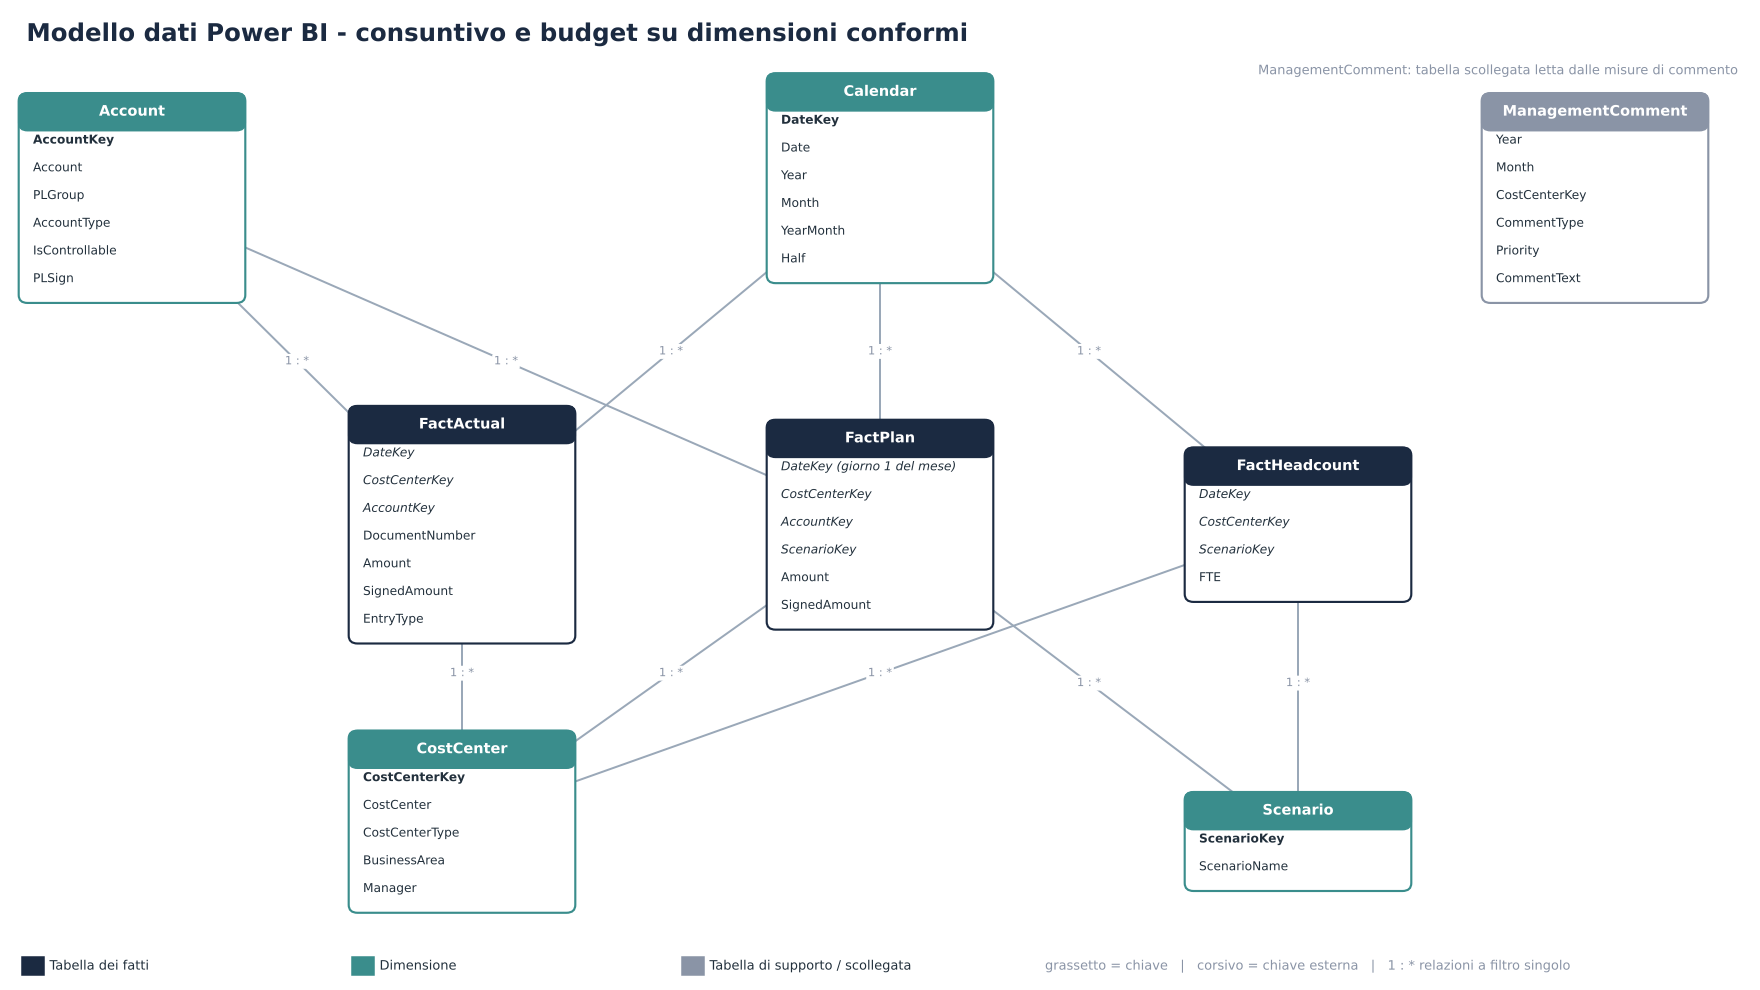 Modello dati Power BI - consuntivo e budget su dimensioni conformi
ManagementComment: tabella scollegata letta dalle misure di commento
Account
AccountKey
Account
PLGroup
AccountType
IsControllable
PLSign
Calendar
DateKey
Date
Year
Month
YearMonth
Half
ManagementComment
Year
Month
CostCenterKey
CommentType
Priority
CommentText
1 : *
1 : *
1 : *
1 : *
1 : *
FactActual
DateKey
CostCenterKey
AccountKey
DocumentNumber
Amount
SignedAmount
EntryType
FactPlan
DateKey (giorno 1 del mese)
CostCenterKey
AccountKey
ScenarioKey
Amount
SignedAmount
FactHeadcount
DateKey
CostCenterKey
ScenarioKey
FTE
1 : *
1 : *
1 : *
1 : *
1 : *
CostCenter
CostCenterKey
CostCenter
CostCenterType
BusinessArea
Manager
Scenario
ScenarioKey
ScenarioName
Tabella dei fatti
Dimensione
Tabella di supporto / scollegata
grassetto = chiave | corsivo = chiave esterna | 1 : * relazioni a filtro singolo